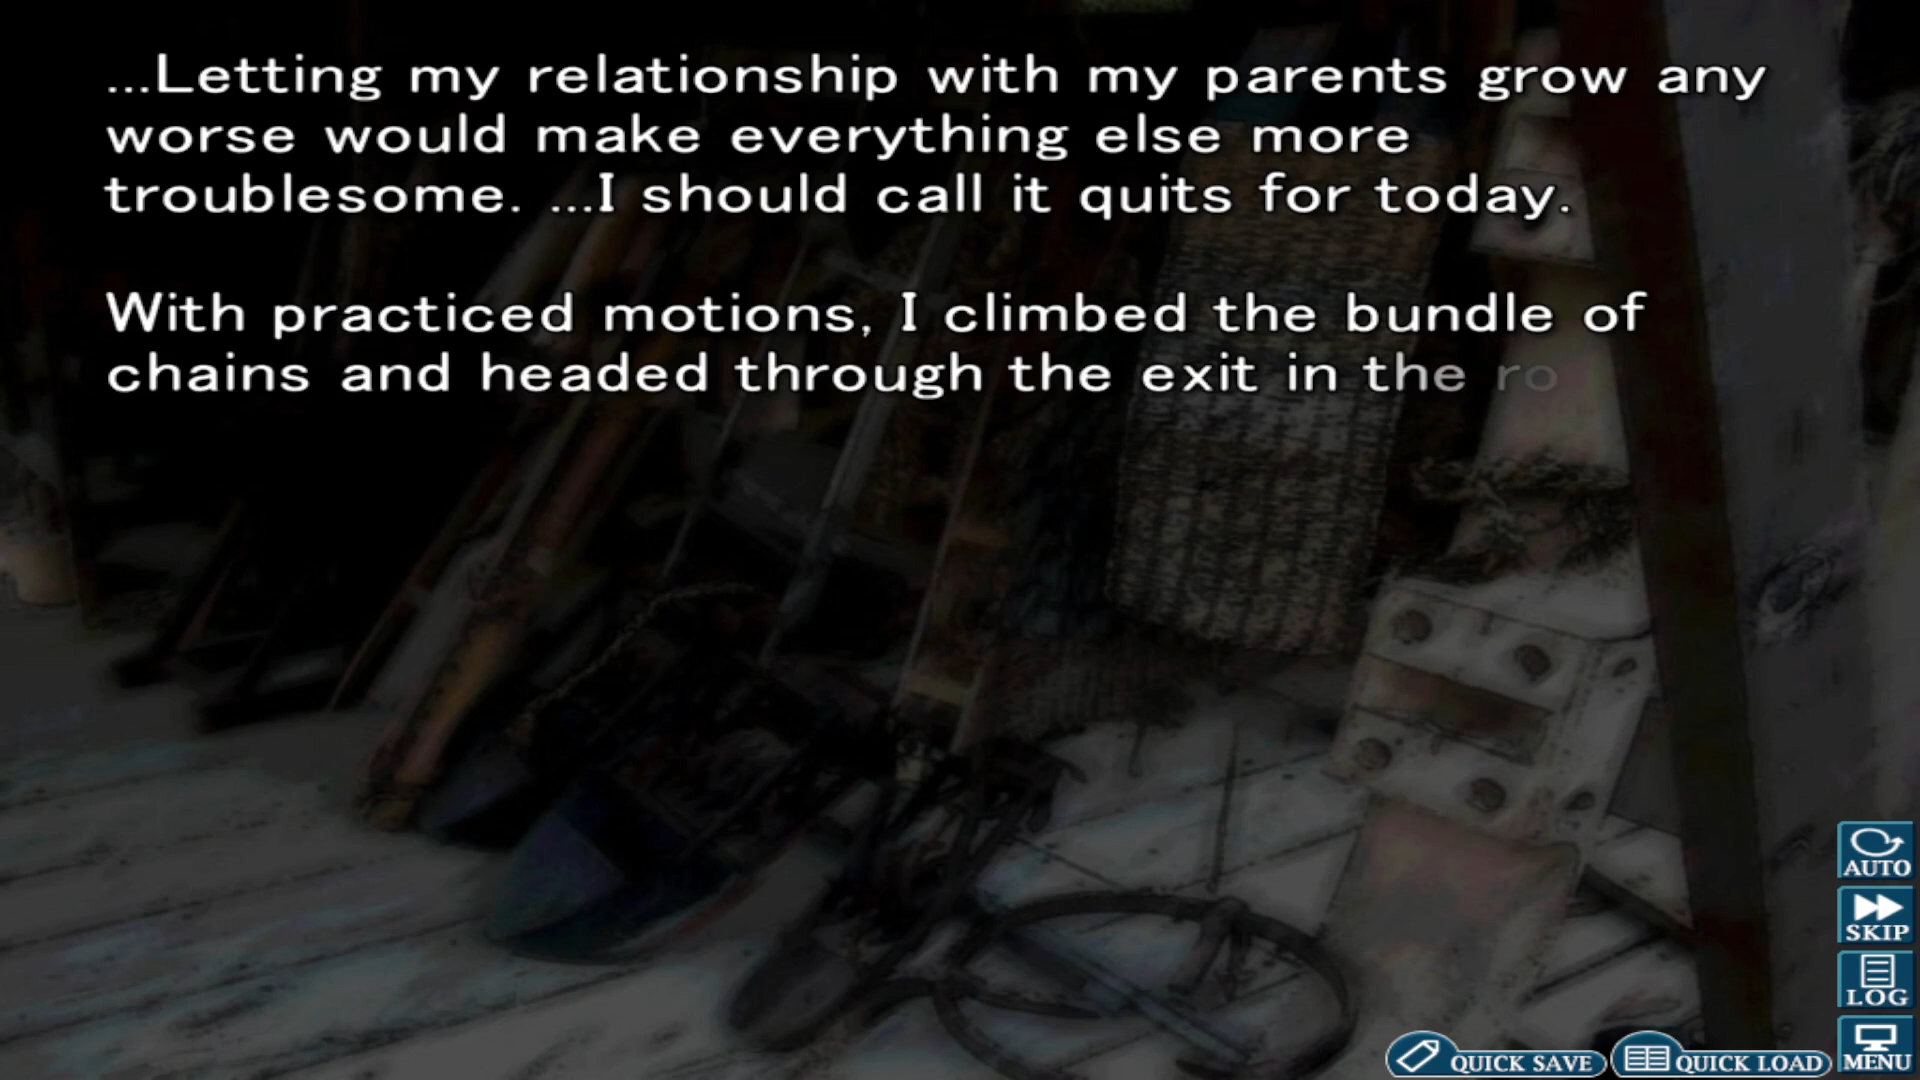 ...Letting my relationship with my parents grow any
worse would make everything else more
troublesome. ...I should call it quits for today.
With practiced motions, I climbed the bundle of
chains and headed through the exit in the ro
AUTO
SKIP
LOG
QUICK SAVE
QUICK LOAD
MENU